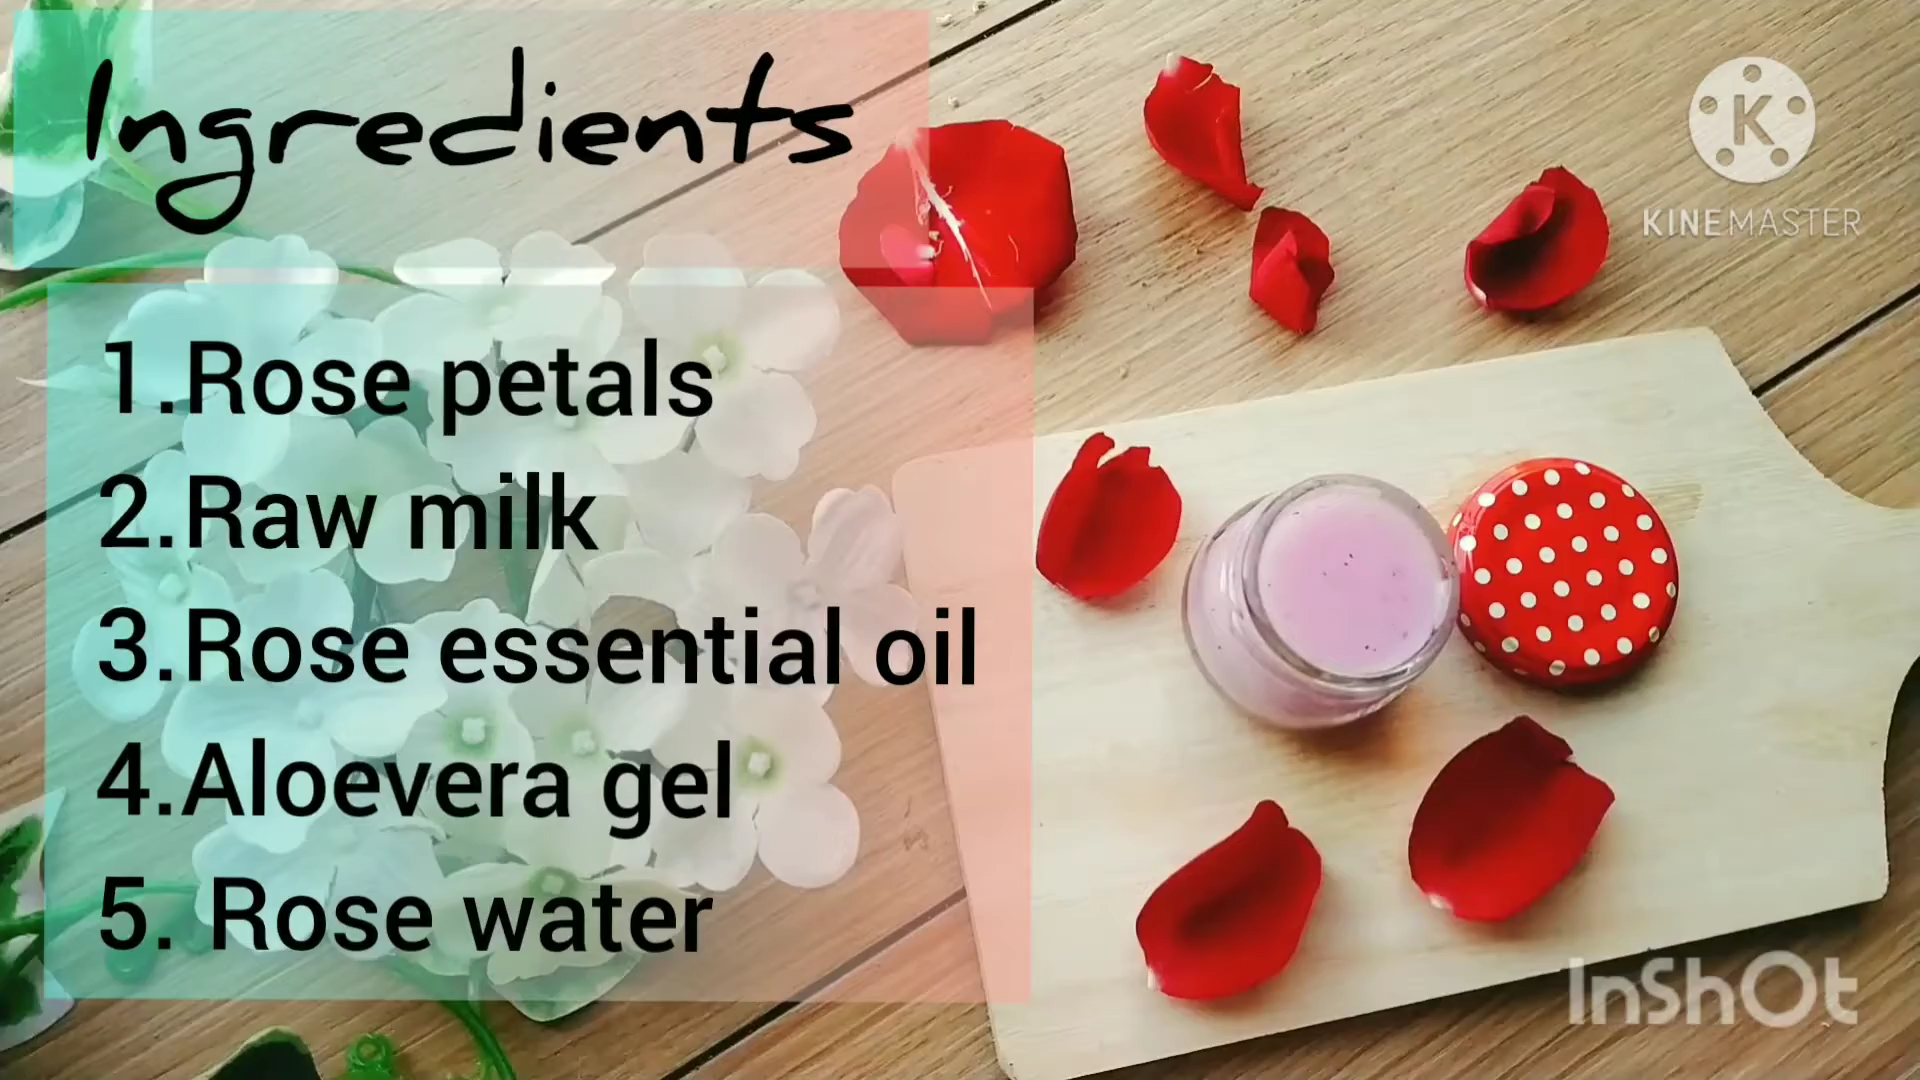 Ingredients
1.Rose petals
2.Raw milk
3.Rose essential oil
4.Aloevera gel
5. Rose water
K
KINEMASTER
InShOt